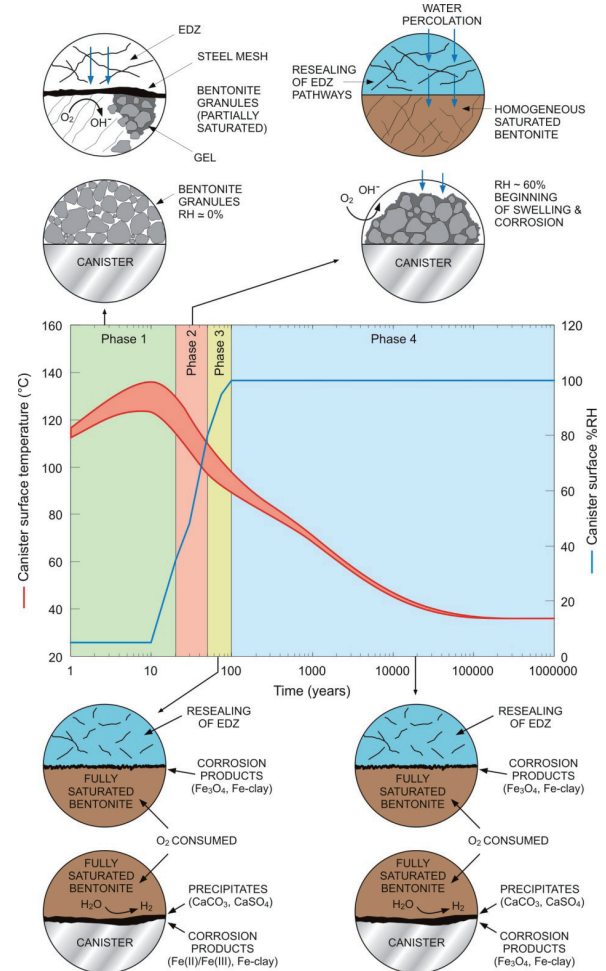 EDZ
STEEL MESH
BENTONITE
GRANULES
(PARTIALLY
SATURATED)
O₂
OH⁻
GEL
WATER
PERCOLATION
RESEALING
OF EDZ
PATHWAYS
HOMOGENEOUS
SATURATED
BENTONITE
BENTONITE
GRANULES
RH ≃ 0%
CANISTER
O₂ OH⁻
RH ~ 60%
BEGINNING
OF SWELLING &
CORROSION
CANISTER
Phase 1
Phase 2
Phase 3
Phase 4
Canister surface temperature (°C)
160
140
120
100
80
60
40
20
Canister surface %RH
120
100
80
60
40
20
0
1 10 100 1000 10000 100000 1000000
Time (years)
RESEALING
OF EDZ
CORROSION
PRODUCTS
(Fe₃O₄, Fe-clay)
FULLY
SATURATED
BENTONITE
RESEALING
OF EDZ
CORROSION
PRODUCTS
(Fe₃O₄, Fe-clay)
FULLY
SATURATED
BENTONITE
O₂ CONSUMED
O₂ CONSUMED
FULLY
SATURATED
BENTONITE
H₂O H₂
PRECIPITATES
(CaCO₃, CaSO₄)
CANISTER
CORROSION
PRODUCTS
(Fe(II)/Fe(III), Fe-clay)
FULLY
SATURATED
BENTONITE
H₂O H₂
PRECIPITATES
(CaCO₃, CaSO₄)
CANISTER
CORROSION
PRODUCTS
(Fe₃O₄, Fe-clay)